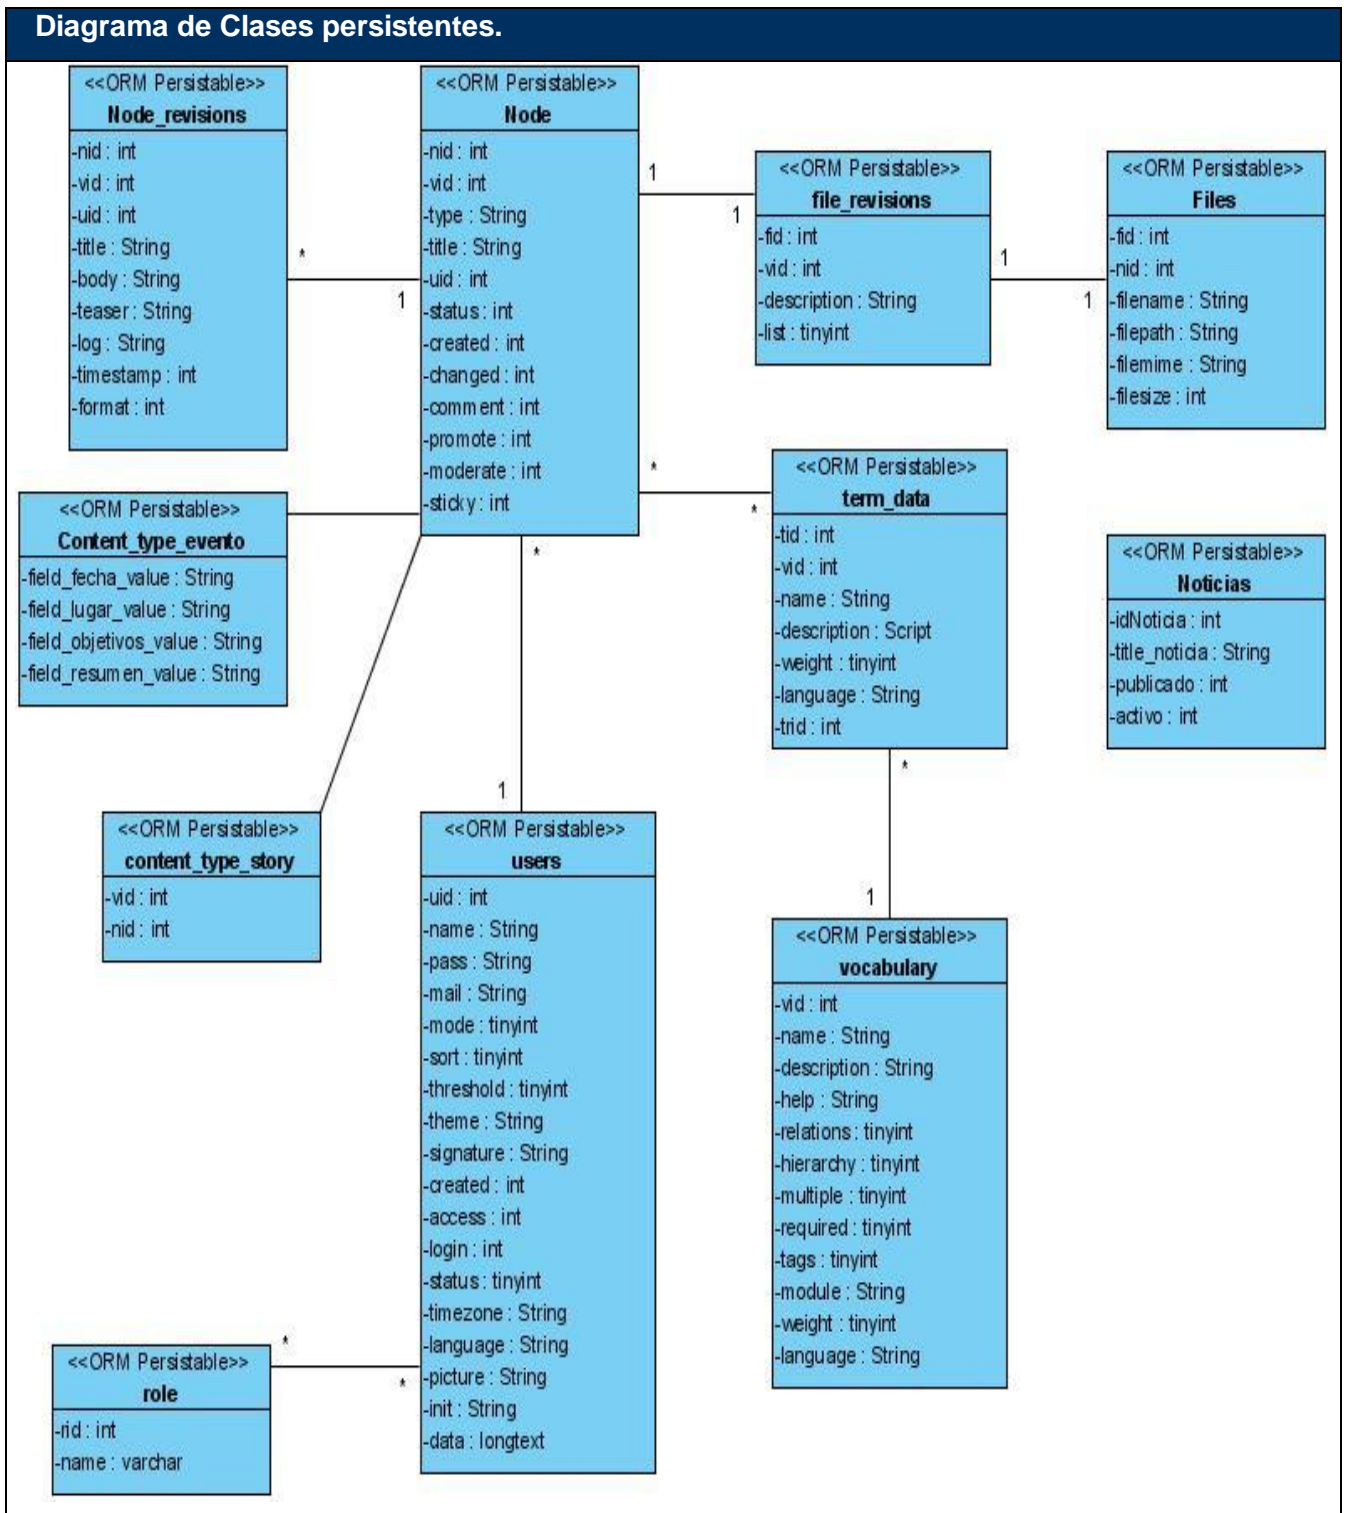 Diagrama de Clases persistentes.
<<ORM Persistable>>
Node_revisions
-nid : int
-vid : int
-uid : int
-title : String
-body : String
-teaser : String
-log : String
-timestamp : int
-format : int
<<ORM Persistable>>
Node
-nid : int
-vid : int
-type : String
-title : String
-uid : int
-status : int
-created : int
-changed : int
-comment : int
-promote : int
-moderate : int
-sticky : int
<<ORM Persistable>>
file_revisions
-fid : int
-vid : int
-description : String
-list : tinyint
<<ORM Persistable>>
Files
-fid : int
-nid : int
-filename : String
-filepath : String
-filemime : String
-filesize : int
1
1
1
1
*
1
*
*
<<ORM Persistable>>
Content_type_evento
-field_fecha_value : String
-field_lugar_value : String
-field_objetivos_value : String
-field_resumen_value : String
<<ORM Persistable>>
term_data
-tid : int
-vid : int
-name : String
-description : Script
-weight : tinyint
-language : String
-trid : int
<<ORM Persistable>>
Noticias
-idNoticia : int
-title_noticia : String
-publicado : int
-activo : int
*
1
*
1
<<ORM Persistable>>
content_type_story
-vid : int
-nid : int
<<ORM Persistable>>
users
-uid : int
-name : String
-pass : String
-mail : String
-mode : tinyint
-sort : tinyint
-threshold : tinyint
-theme : String
-signature : String
-created : int
-access : int
-login : int
-status : tinyint
-timezone : String
-language : String
-picture : String
-init : String
-data : longtext
<<ORM Persistable>>
vocabulary
-vid : int
-name : String
-description : String
-help : String
-relations : tinyint
-hierarchy : tinyint
-multiple : tinyint
-required : tinyint
-tags : tinyint
-module : String
-weight : tinyint
-language : String
*
*
<<ORM Persistable>>
role
-rid : int
-name : varchar